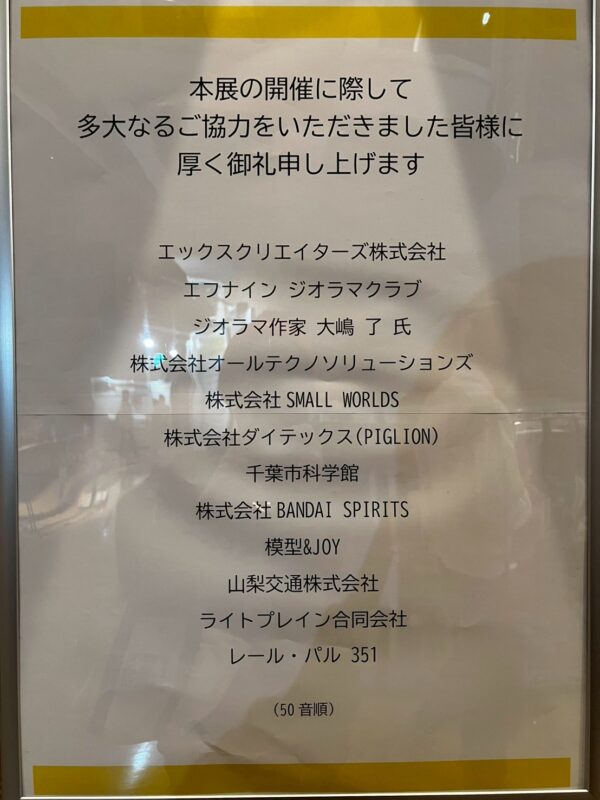 本展の開催に際して
多大なるご協力をいただきました皆様に
厚く御礼申し上げます
エックスクリエイターズ株式会社
エフナイン ジオラマクラブ
ジオラマ作家 大嶋 了 氏
株式会社オールテクノソリューションズ
株式会社 SMALL WORLDS
株式会社ダイテックス(PIGLION)
千葉市科学館
株式会社 BANDAI SPIRITS
模型&JOY
山梨交通株式会社
ライトプレイン合同会社
レール・パル 351
(50 音順)